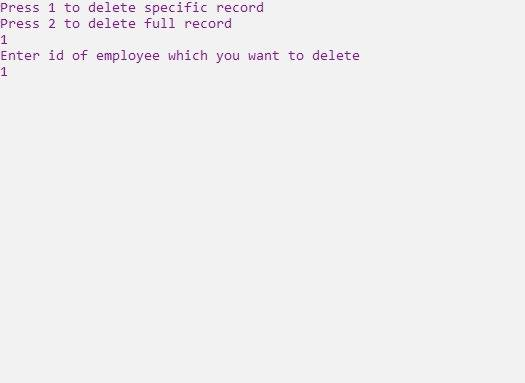 Press 1 to delete specific record
Press 2 to delete full record
1
Enter id of employee which you want to delete
1